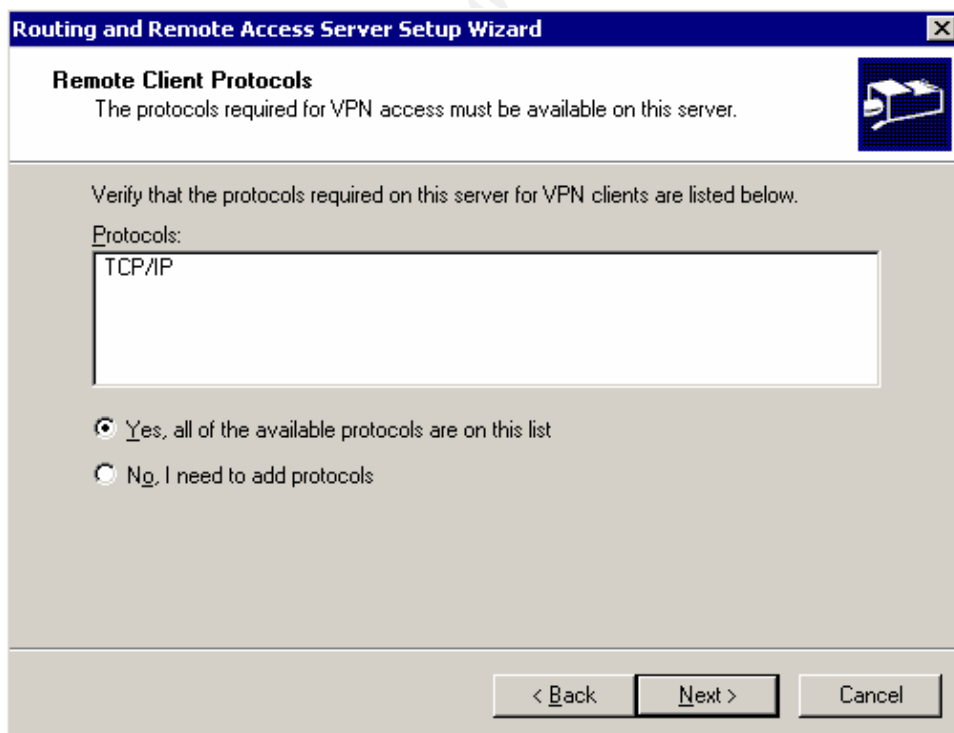 Routing and Remote Access Server Setup Wizard
Remote Client Protocols
The protocols required for VPN access must be available on this server.
Verify that the protocols required on this server for VPN clients are listed below.
Protocols:
TCP/IP
Yes, all of the available protocols are on this list
No, I need to add protocols
< Back
Next >
Cancel